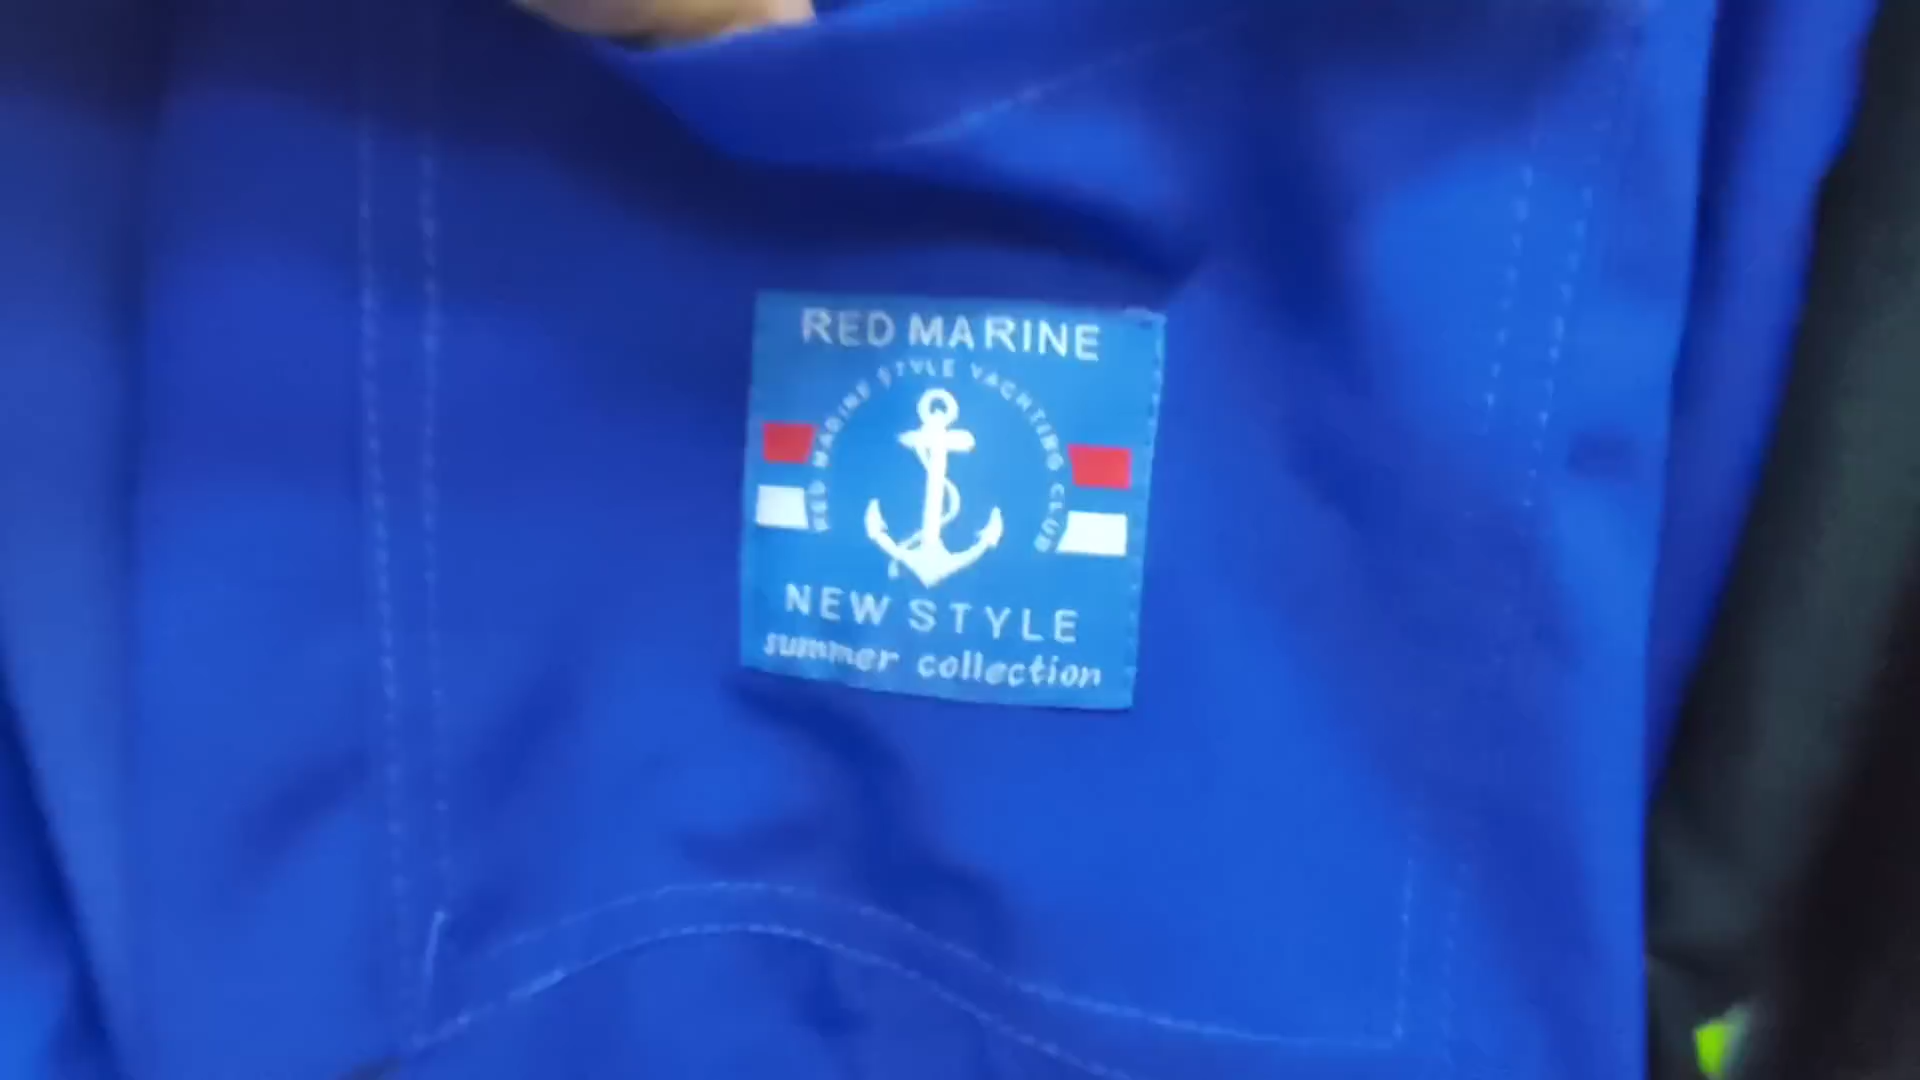 RED MARINE
RED MARINE STYLE YACHTING CLUB
NEW STYLE
summer collection